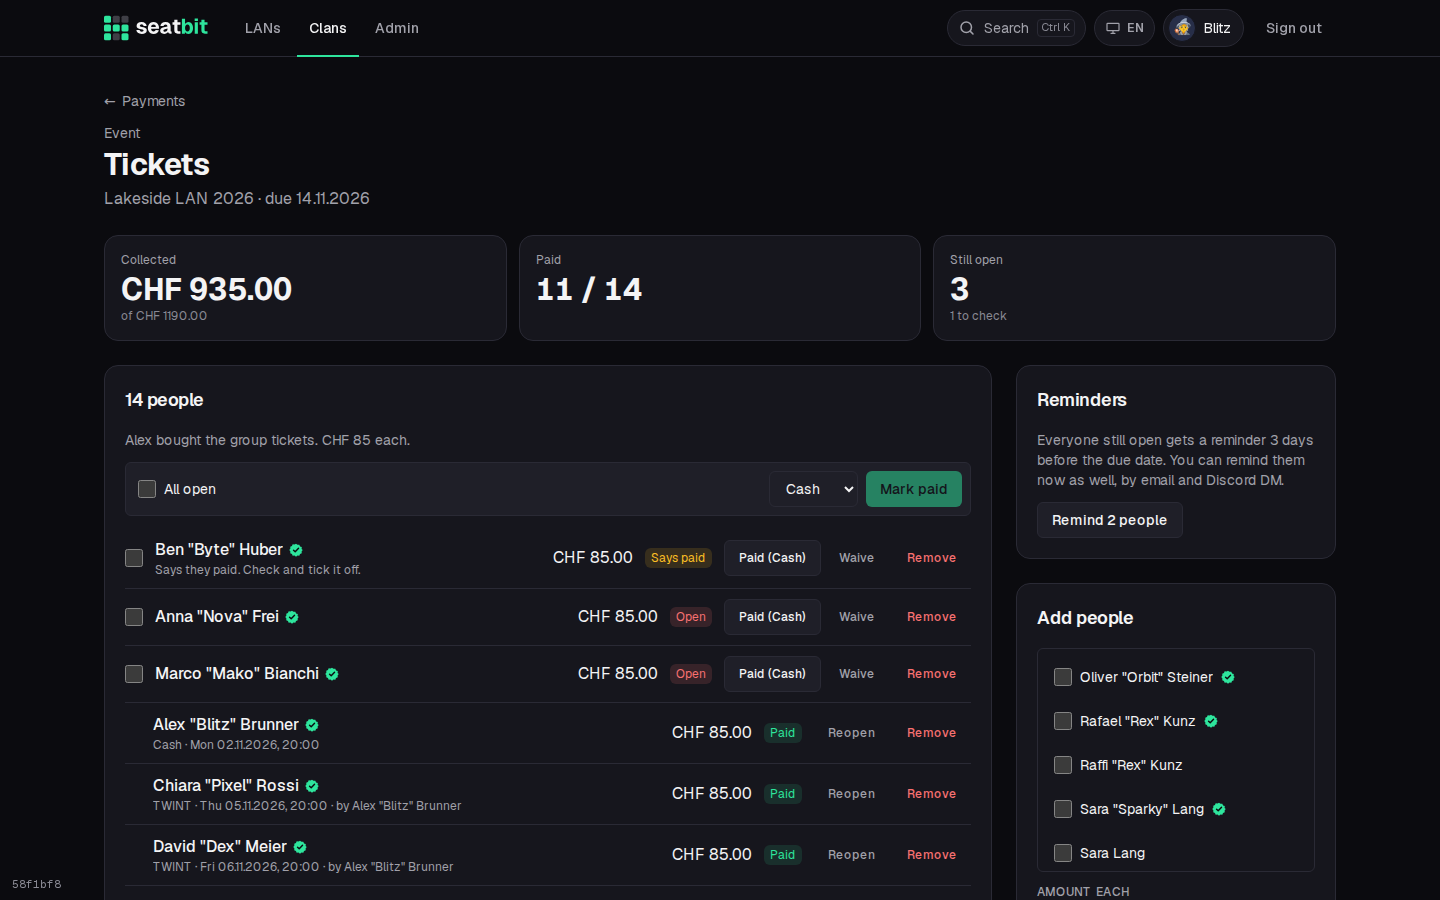 seatbit
LANs
Clans
Admin
Search
Ctrl K
EN
Blitz
Sign out
← Payments
Event
Tickets
Lakeside LAN 2026 · due 14.11.2026
Collected
CHF 935.00
of CHF 1190.00
Paid
11 / 14
Still open
3
1 to check
14 people
Alex bought the group tickets. CHF 85 each.
All open
Cash
Mark paid
Ben "Byte" Huber
Says they paid. Check and tick it off.
CHF 85.00
Says paid
Paid (Cash)
Waive
Remove
Anna "Nova" Frei
CHF 85.00
Open
Paid (Cash)
Waive
Remove
Marco "Mako" Bianchi
CHF 85.00
Open
Paid (Cash)
Waive
Remove
Alex "Blitz" Brunner
Cash · Mon 02.11.2026, 20:00
CHF 85.00
Paid
Reopen
Remove
Chiara "Pixel" Rossi
TWINT · Thu 05.11.2026, 20:00 · by Alex "Blitz" Brunner
CHF 85.00
Paid
Reopen
Remove
David "Dex" Meier
TWINT · Fri 06.11.2026, 20:00 · by Alex "Blitz" Brunner
CHF 85.00
Paid
Reopen
Remove
Reminders
Everyone still open gets a reminder 3 days
before the due date. You can remind them
now as well, by email and Discord DM.
Remind 2 people
Add people
Oliver "Orbit" Steiner
Rafael "Rex" Kunz
Raffi "Rex" Kunz
Sara "Sparky" Lang
Sara Lang
AMOUNT EACH
58f1bf8